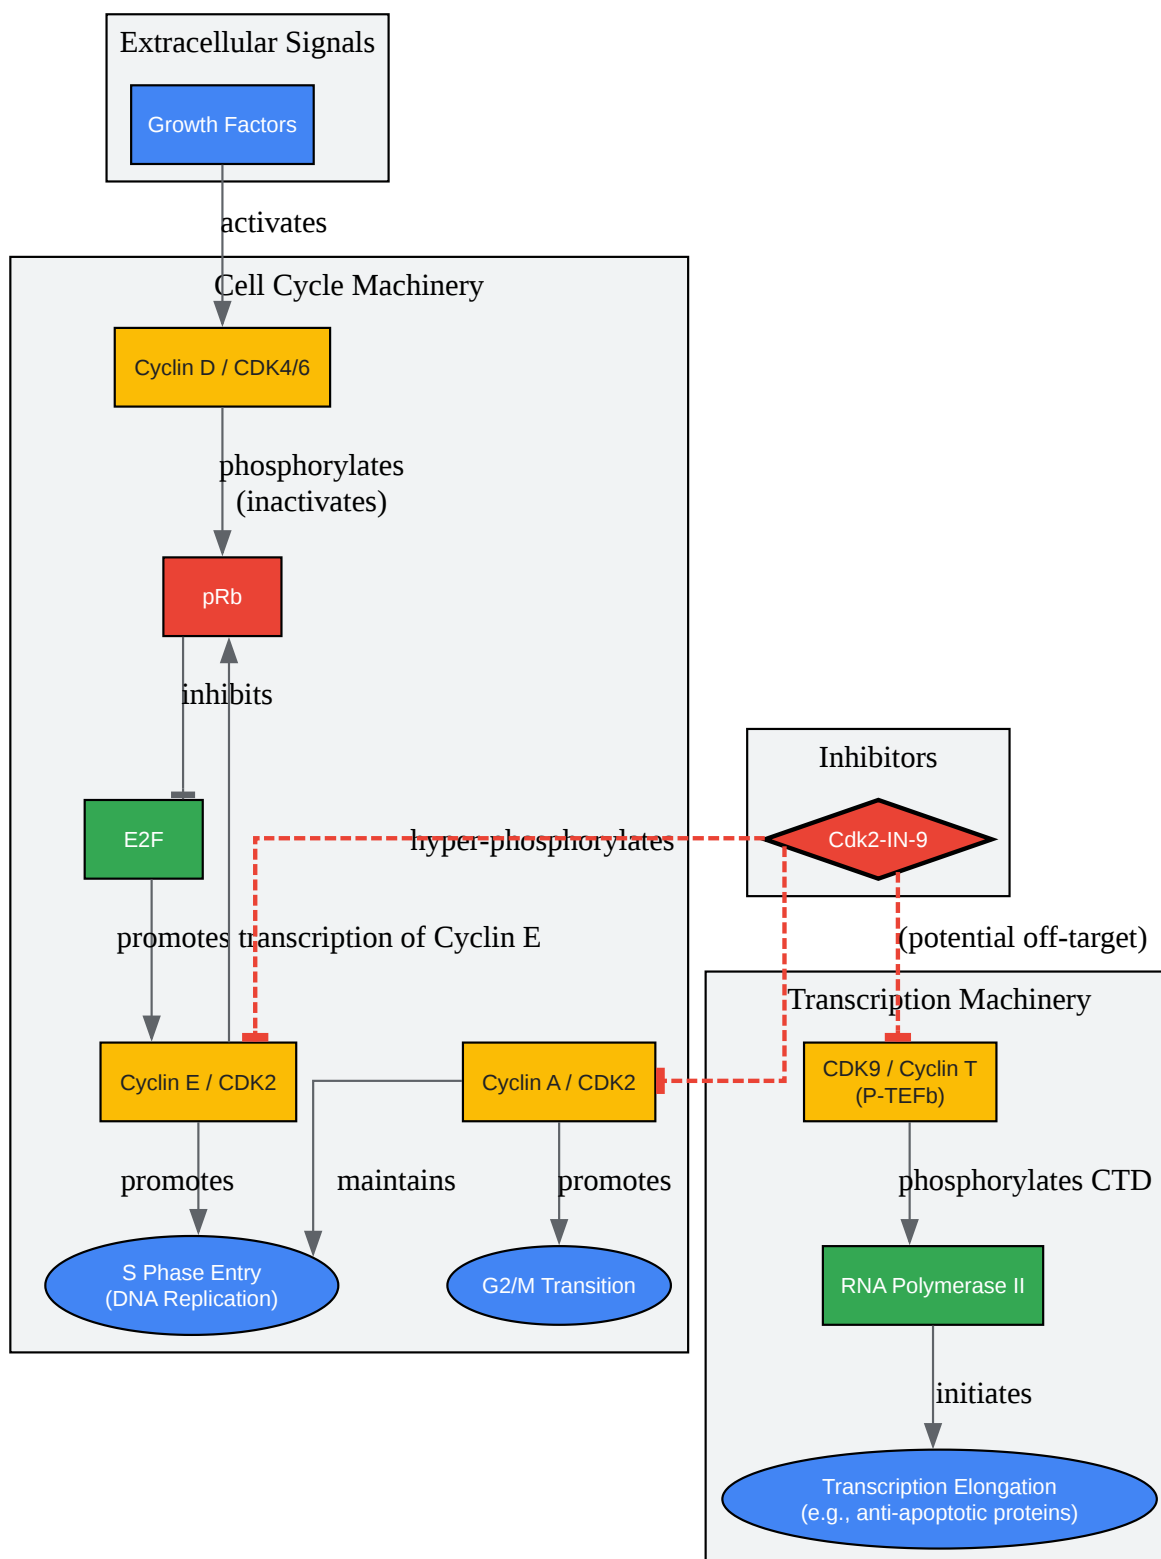 Extracellular Signals
Growth Factors
activates
Cell Cycle Machinery
Cyclin D / CDK4/6
phosphorylates
(inactivates)
pRb
inhibits
Inhibitors
E2F
hyper-phosphorylates
Cdk2-IN-9
promotes transcription of Cyclin E
(potential off-target)
Transcription Machinery
Cyclin E / CDK2
Cyclin A / CDK2
CDK9 / Cyclin T
(P-TEFb)
promotes
maintains
promotes
phosphorylates CTD
S Phase Entry
(DNA Replication)
G2/M Transition
RNA Polymerase II
initiates
Transcription Elongation
(e.g., anti-apoptotic proteins)